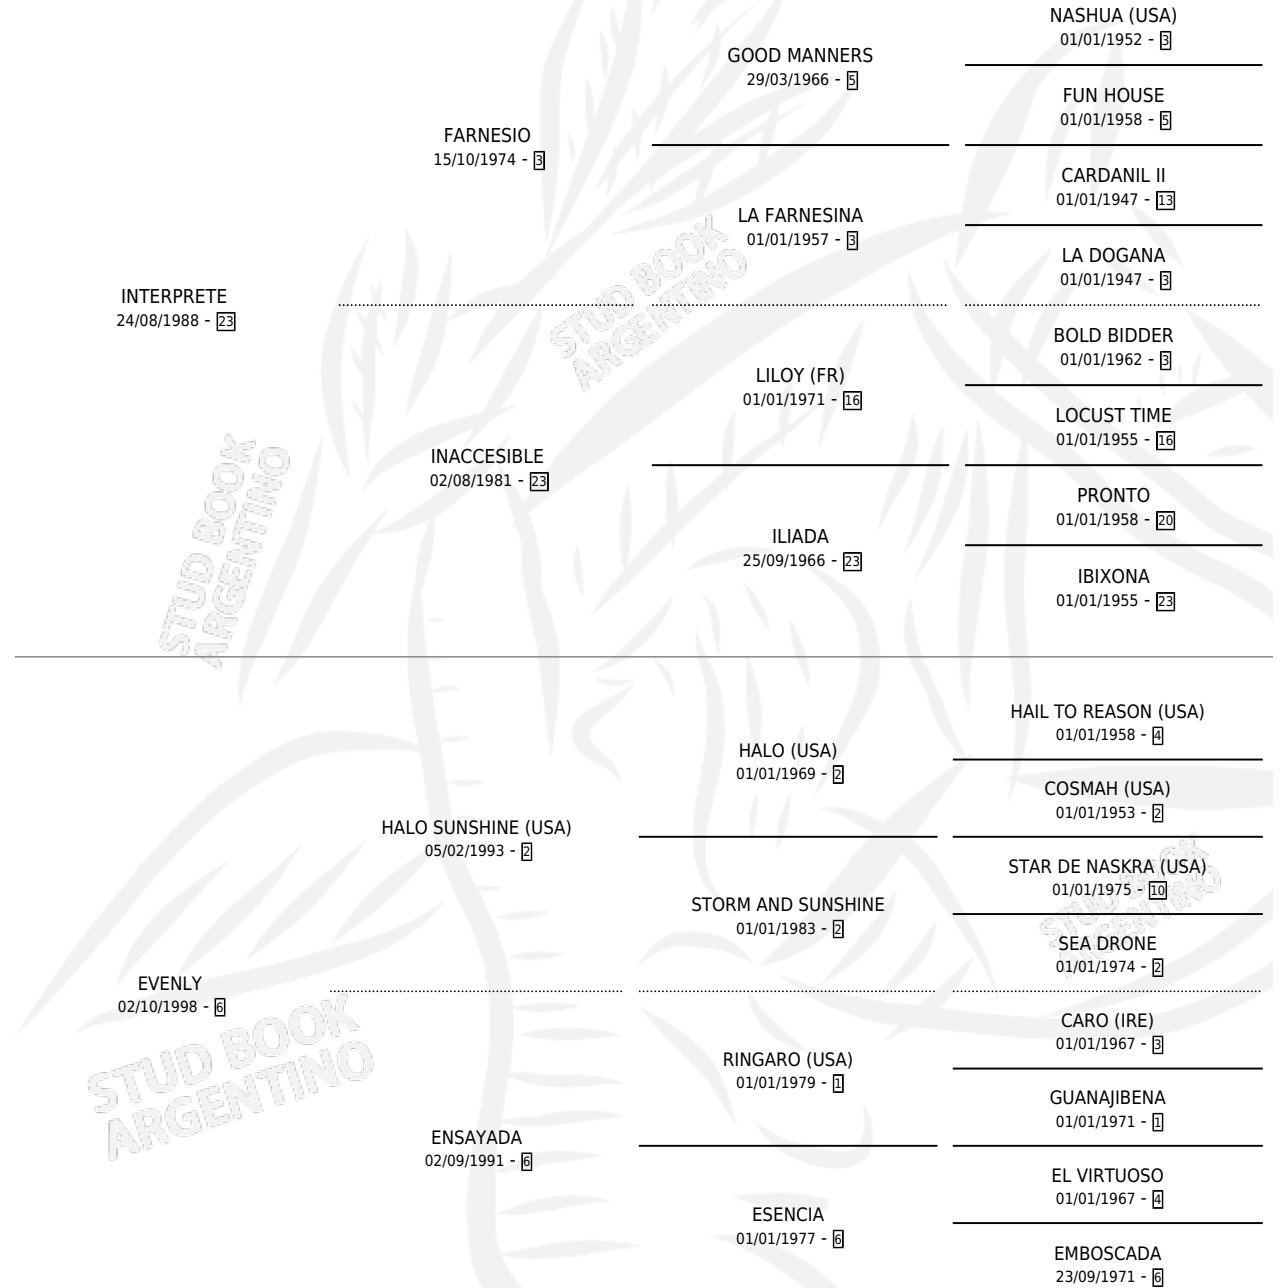 NASHUA (USA)
01/01/1952 - 3
GOOD MANNERS
29/03/1966 - 5
FUN HOUSE
01/01/1958 - 5
FARNESIO
15/10/1974 - 3
CARDANIL II
01/01/1947 - 13
LA FARNESINA
01/01/1957 - 3
LA DOGANA
01/01/1947 - 3
INTERPRETE
24/08/1988 - 23
BOLD BIDDER
01/01/1962 - 3
LILOY (FR)
01/01/1971 - 16
LOCUST TIME
01/01/1955 - 16
INACCESIBLE
02/08/1981 - 23
PRONTO
01/01/1958 - 20
ILIADA
25/09/1966 - 23
IBIXONA
01/01/1955 - 23
STUD BOOK
ARGENTINO
STUD BOOK
ARGENTINO
HAIL TO REASON (USA)
01/01/1958 - 4
HALO (USA)
01/01/1969 - 2
COSMAH (USA)
01/01/1953 - 2
HALO SUNSHINE (USA)
05/02/1993 - 2
STAR DE NASKRA (USA)
01/01/1975 - 10
STORM AND SUNSHINE
01/01/1983 - 2
SEA DRONE
01/01/1974 - 2
STUD BOOK
ARGENTINO
EVENLY
02/10/1998 - 6
CARO (IRE)
01/01/1967 - 3
RINGARO (USA)
01/01/1979 - 1
GUANAJIBENA
01/01/1971 - 1
STUD BOOK
ARGENTINO
ENSAYADA
02/09/1991 - 6
EL VIRTUOSO
01/01/1967 - 4
ESENCIA
01/01/1977 - 6
EMBOSCADA
23/09/1971 - 6